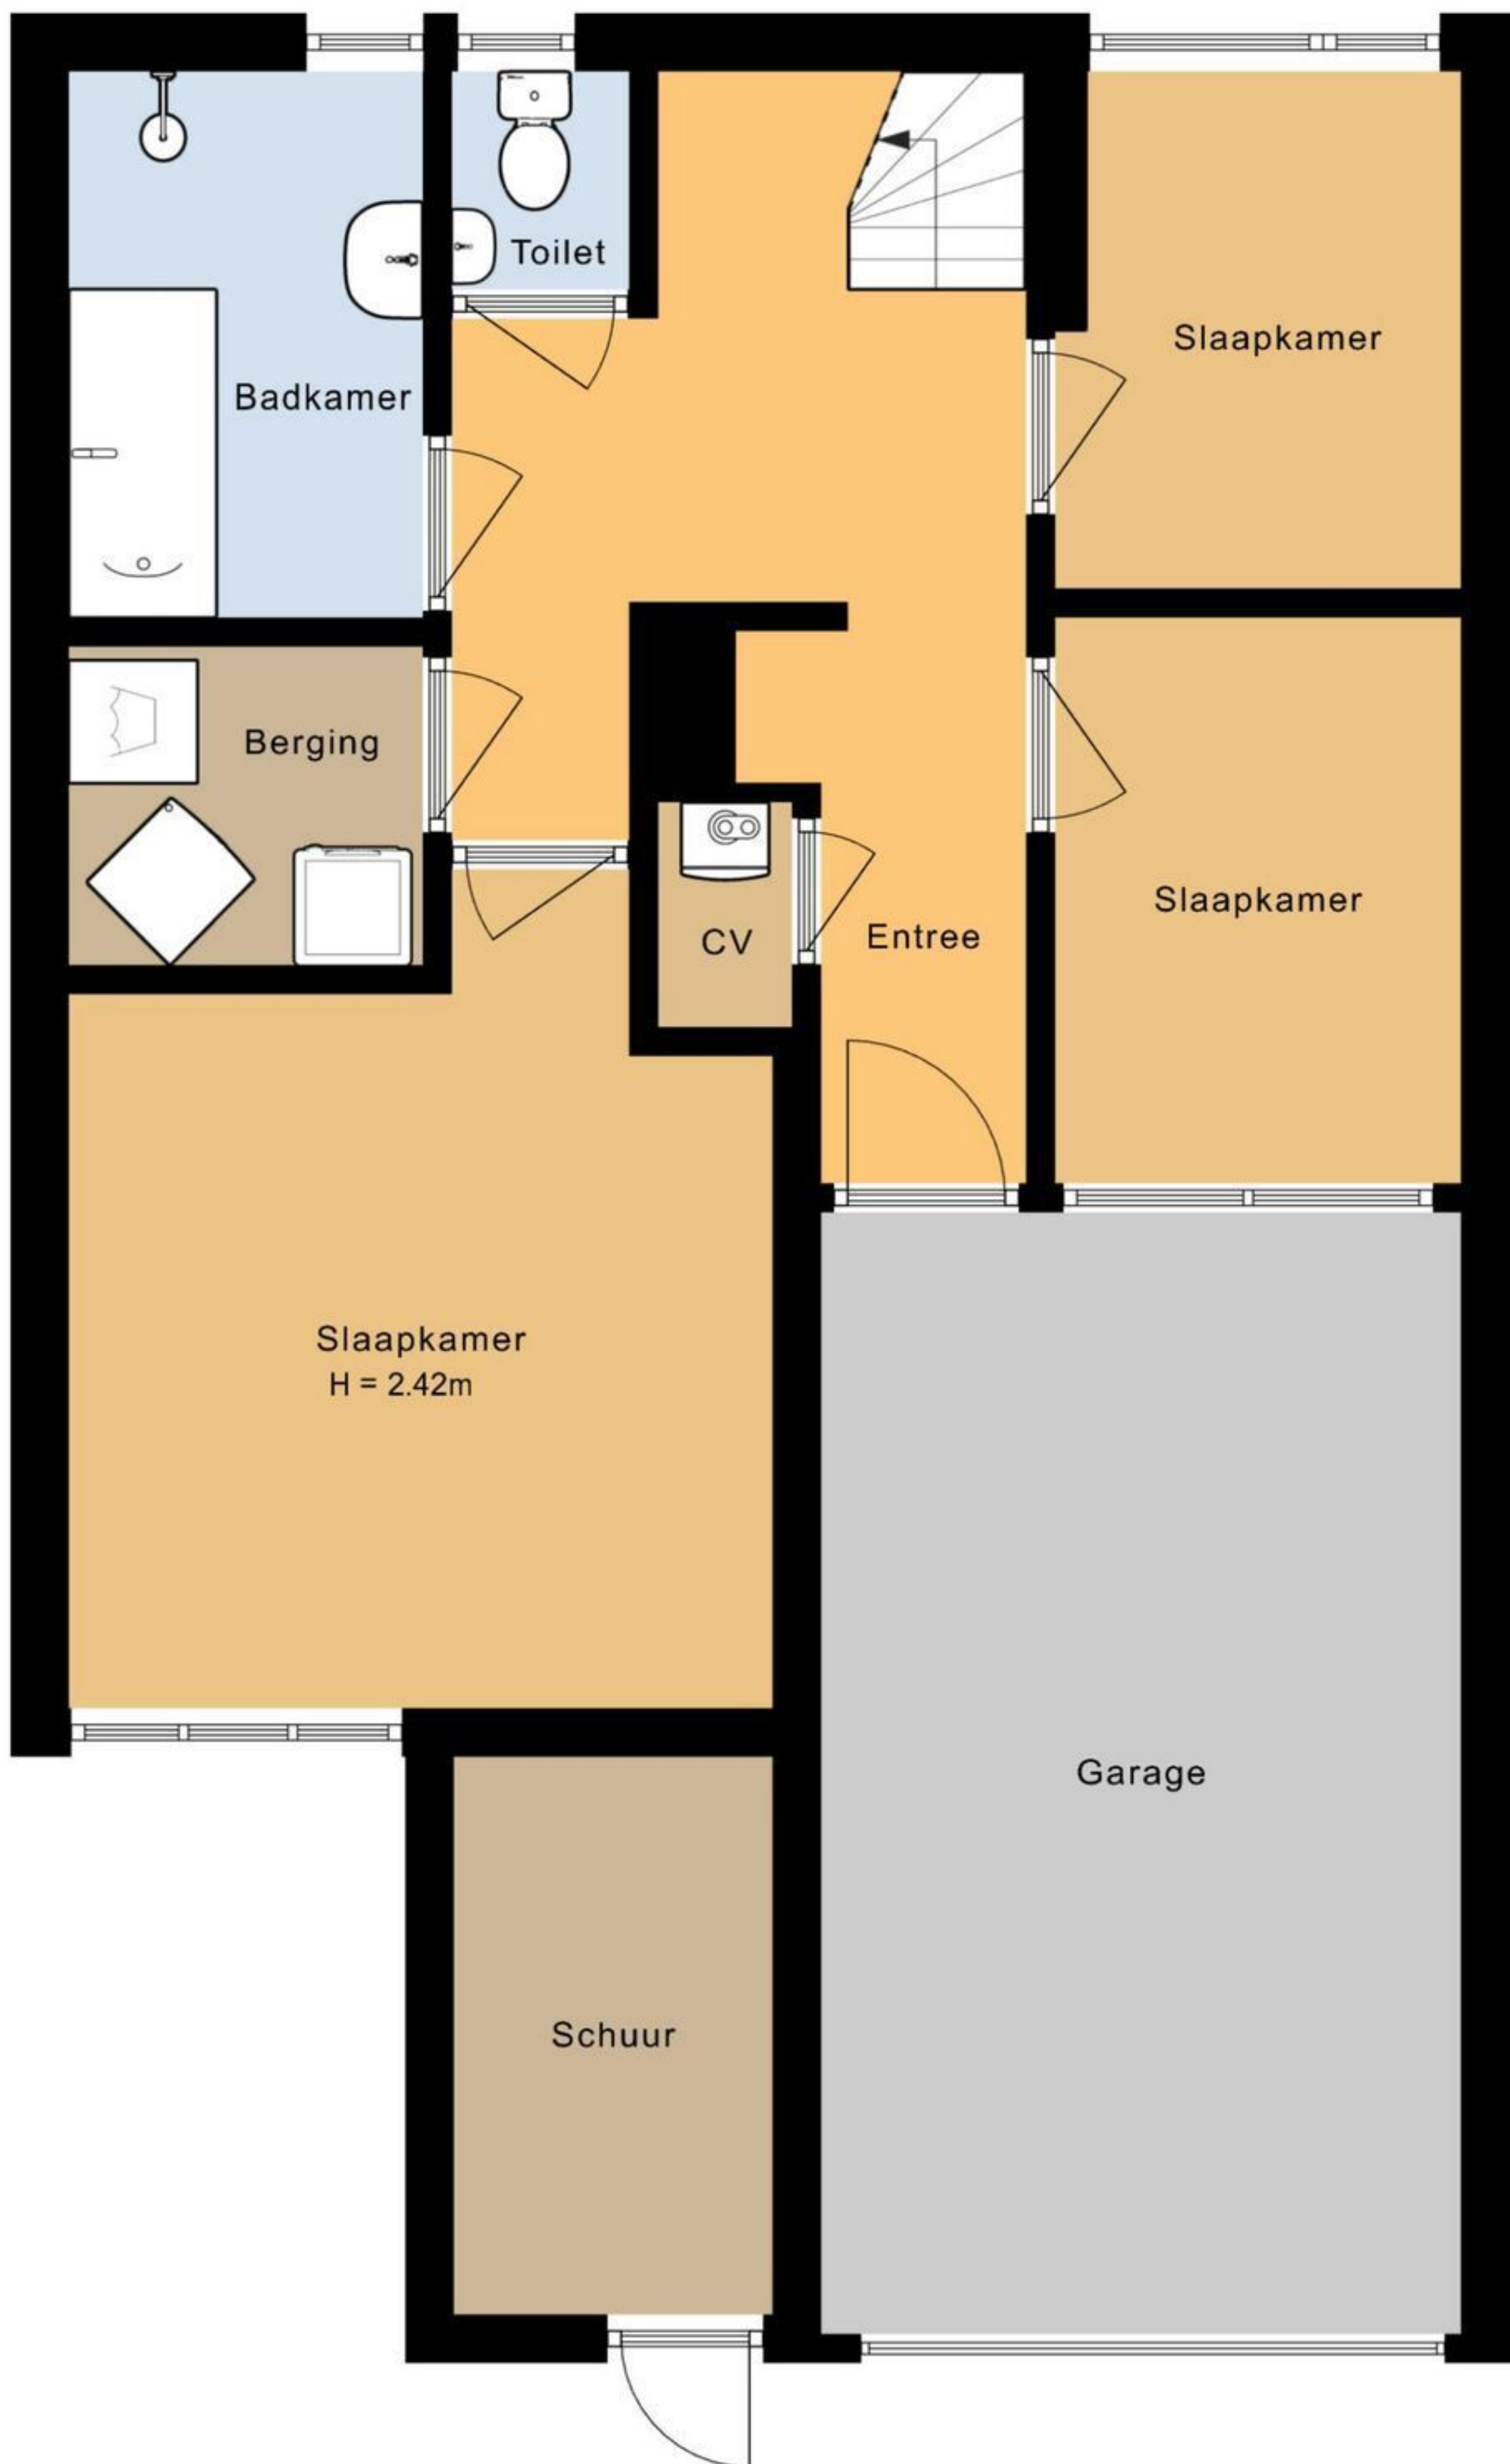 Toilet
Slaapkamer
Badkamer
Berging
Slaapkamer
CV
Entree
Slaapkamer
H = 2.42m
Garage
Schuur